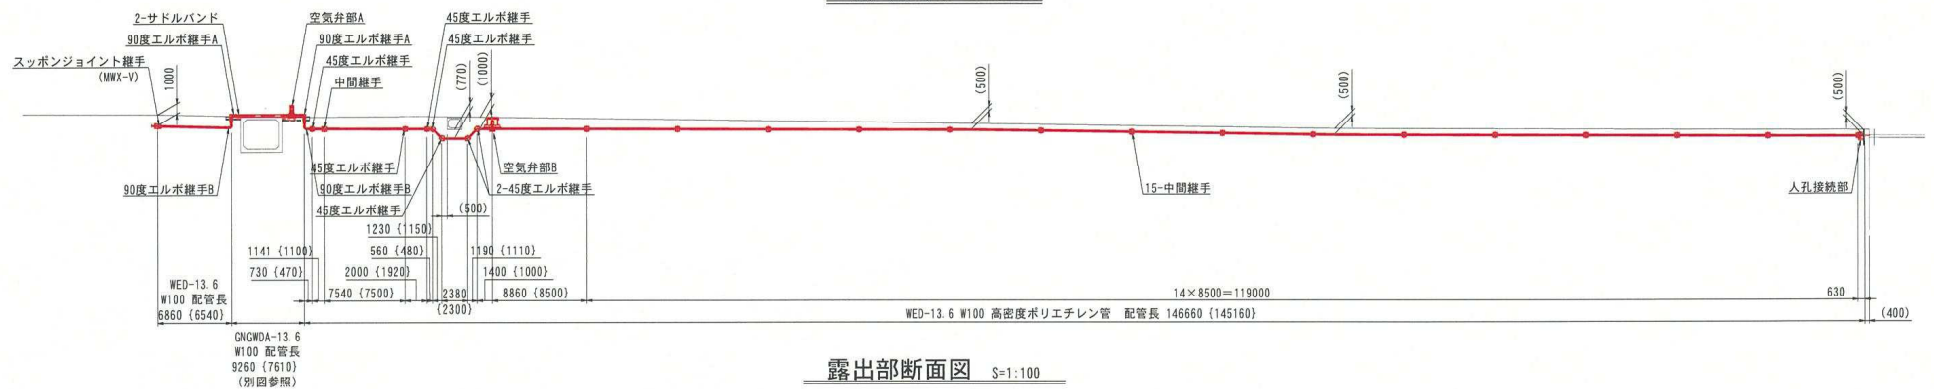 2-サドルバンド
空気弁部A
45度エルボ継手
90度エルボ継手A
90度エルボ継手A
45度エルボ継手
スッポンジョイント継手
(MWX-V)
45度エルボ継手
中間継手
1000
(770)
(1000)
(500)
(500)
(500)
90度エルボ継手B
45度エルボ継手
90度エルボ継手B
45度エルボ継手
空気弁部B
2-45度エルボ継手
(500)
15-中間継手
人孔接続部
1230 {1150}
1141 {1100}
560 {480}
1190 {1110}
730 {470}
2000 {1920}
1400 {1000}
7540 {7500}
2380
{2300}
8860 {8500}
14×8500=119000
630
WED-13.6
W100 配管長
6860 {6540}
WED-13.6 W100 高密度ポリエチレン管 配管長 146660 {145160}
(400)
GNGWDA-13.6
W100 配管長
9260 {7610}
(別図参照)
露出部断面図 S=1:100